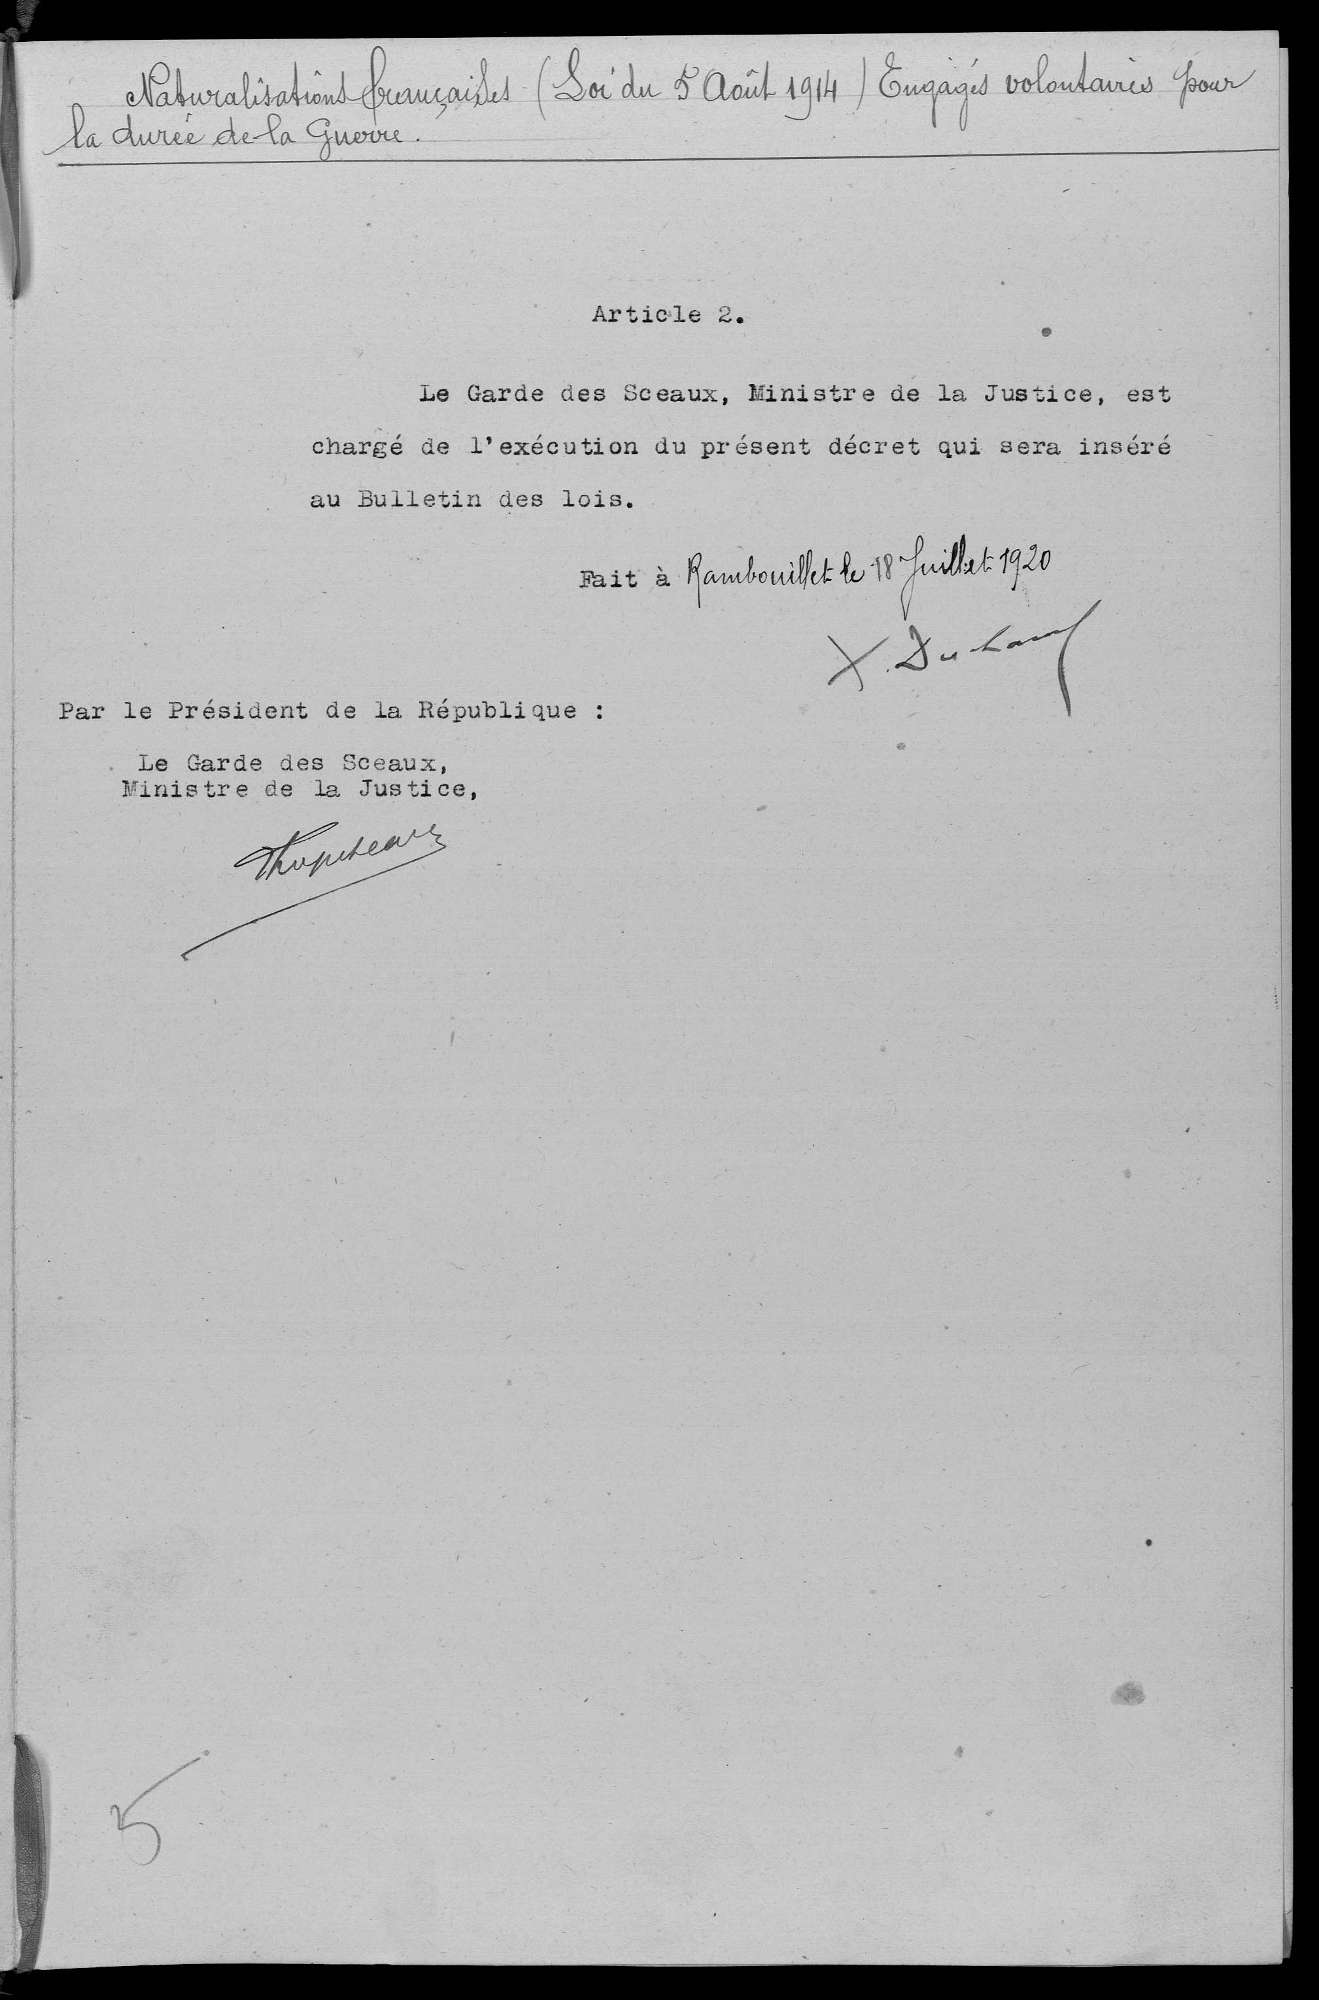 Naturalisations françaises (Loi du 5 Août 1914) Engagés volontaires pour
la durée de la Guerre.
Article 2.
Le Garde des Sceaux, Ministre de la Justice, est
chargé de l'exécution du présent décret qui sera inséré
au Bulletin des lois.
Fait à Rambouillet le 18 Juillet 1920
Par le Président de la République :
Le Garde des Sceaux,
Ministre de la Justice,
5